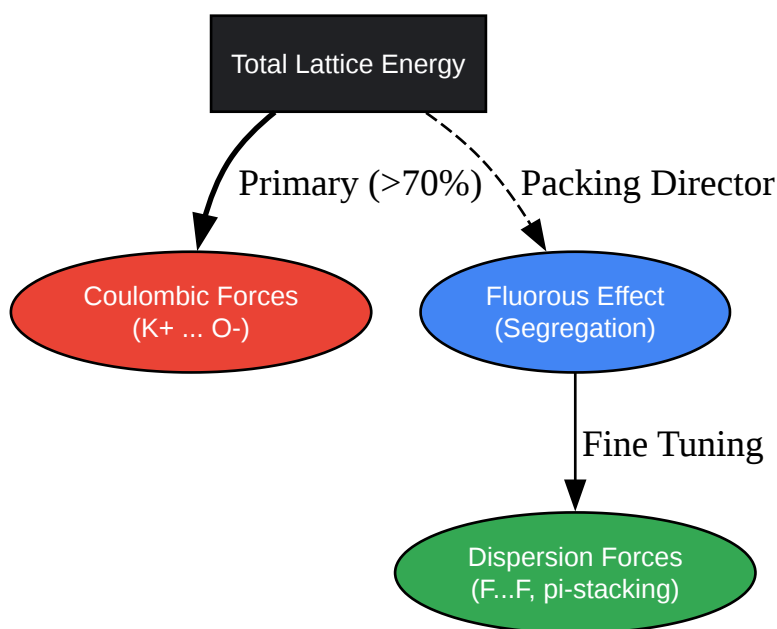 Total Lattice Energy
Primary (>70%)
Packing Director
Coulombic Forces
(K+ ... O-)
Fluorous Effect
(Segregation)
Fine Tuning
Dispersion Forces
(F...F, pi-stacking)